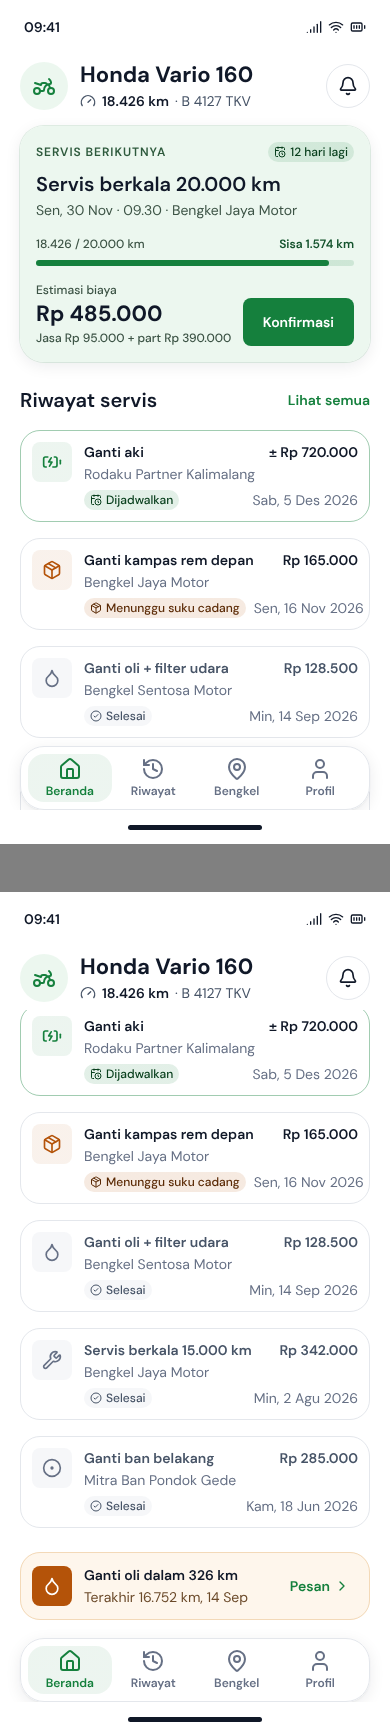 09:41
Honda Vario 160
18.426 km · B 4127 TKV
SERVIS BERIKUTNYA
12 hari lagi
Servis berkala 20.000 km
Sen, 30 Nov · 09.30 · Bengkel Jaya Motor
18.426 / 20.000 km
Sisa 1.574 km
Estimasi biaya
Rp 485.000
Jasa Rp 95.000 + part Rp 390.000
Konfirmasi
Riwayat servis
Lihat semua
Ganti aki
± Rp 720.000
Rodaku Partner Kalimalang
Dijadwalkan
Sab, 5 Des 2026
Ganti kampas rem depan
Rp 165.000
Bengkel Jaya Motor
Menunggu suku cadang
Sen, 16 Nov 2026
Ganti oli + filter udara
Rp 128.500
Bengkel Sentosa Motor
Selesai
Min, 14 Sep 2026
Beranda
Riwayat
Bengkel
Profil
09:41
Honda Vario 160
18.426 km · B 4127 TKV
Ganti aki
± Rp 720.000
Rodaku Partner Kalimalang
Dijadwalkan
Sab, 5 Des 2026
Ganti kampas rem depan
Rp 165.000
Bengkel Jaya Motor
Menunggu suku cadang
Sen, 16 Nov 2026
Ganti oli + filter udara
Rp 128.500
Bengkel Sentosa Motor
Selesai
Min, 14 Sep 2026
Servis berkala 15.000 km
Rp 342.000
Bengkel Jaya Motor
Selesai
Min, 2 Agu 2026
Ganti ban belakang
Rp 285.000
Mitra Ban Pondok Gede
Selesai
Kam, 18 Jun 2026
Ganti oli dalam 326 km
Terakhir 16.752 km, 14 Sep
Pesan
Beranda
Riwayat
Bengkel
Profil